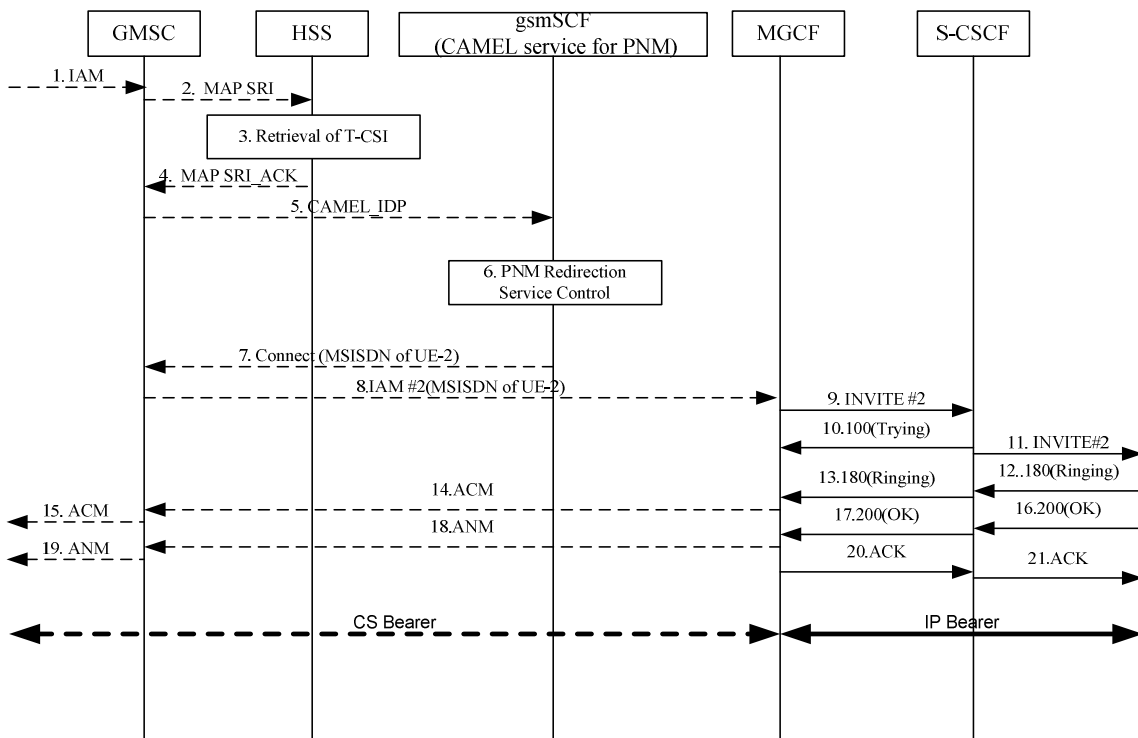 GMSC
HSS
gsmSCF
(CAMEL service for PNM)
MGCF
S-CSCF
1. IAM
2. MAP SRI
3. Retrieval of T-CSI
4. MAP SRI_ACK
5. CAMEL_IDP
6. PNM Redirection
Service Control
7. Connect (MSISDN of UE-2)
8.IAM #2(MSISDN of UE-2)
9. INVITE #2
10.100(Trying)
11. INVITE#2
12..180(Ringing)
13.180(Ringing)
14.ACM
15. ACM
16.200(OK)
17.200(OK)
18.ANM
19. ANM
20.ACK
21.ACK
CS Bearer
IP Bearer